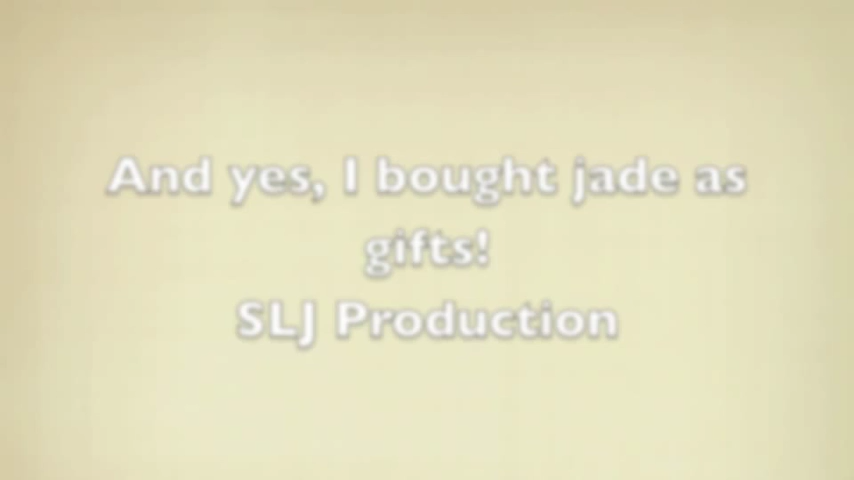 And yes, I bought jade as
gifts!
SLJ Production